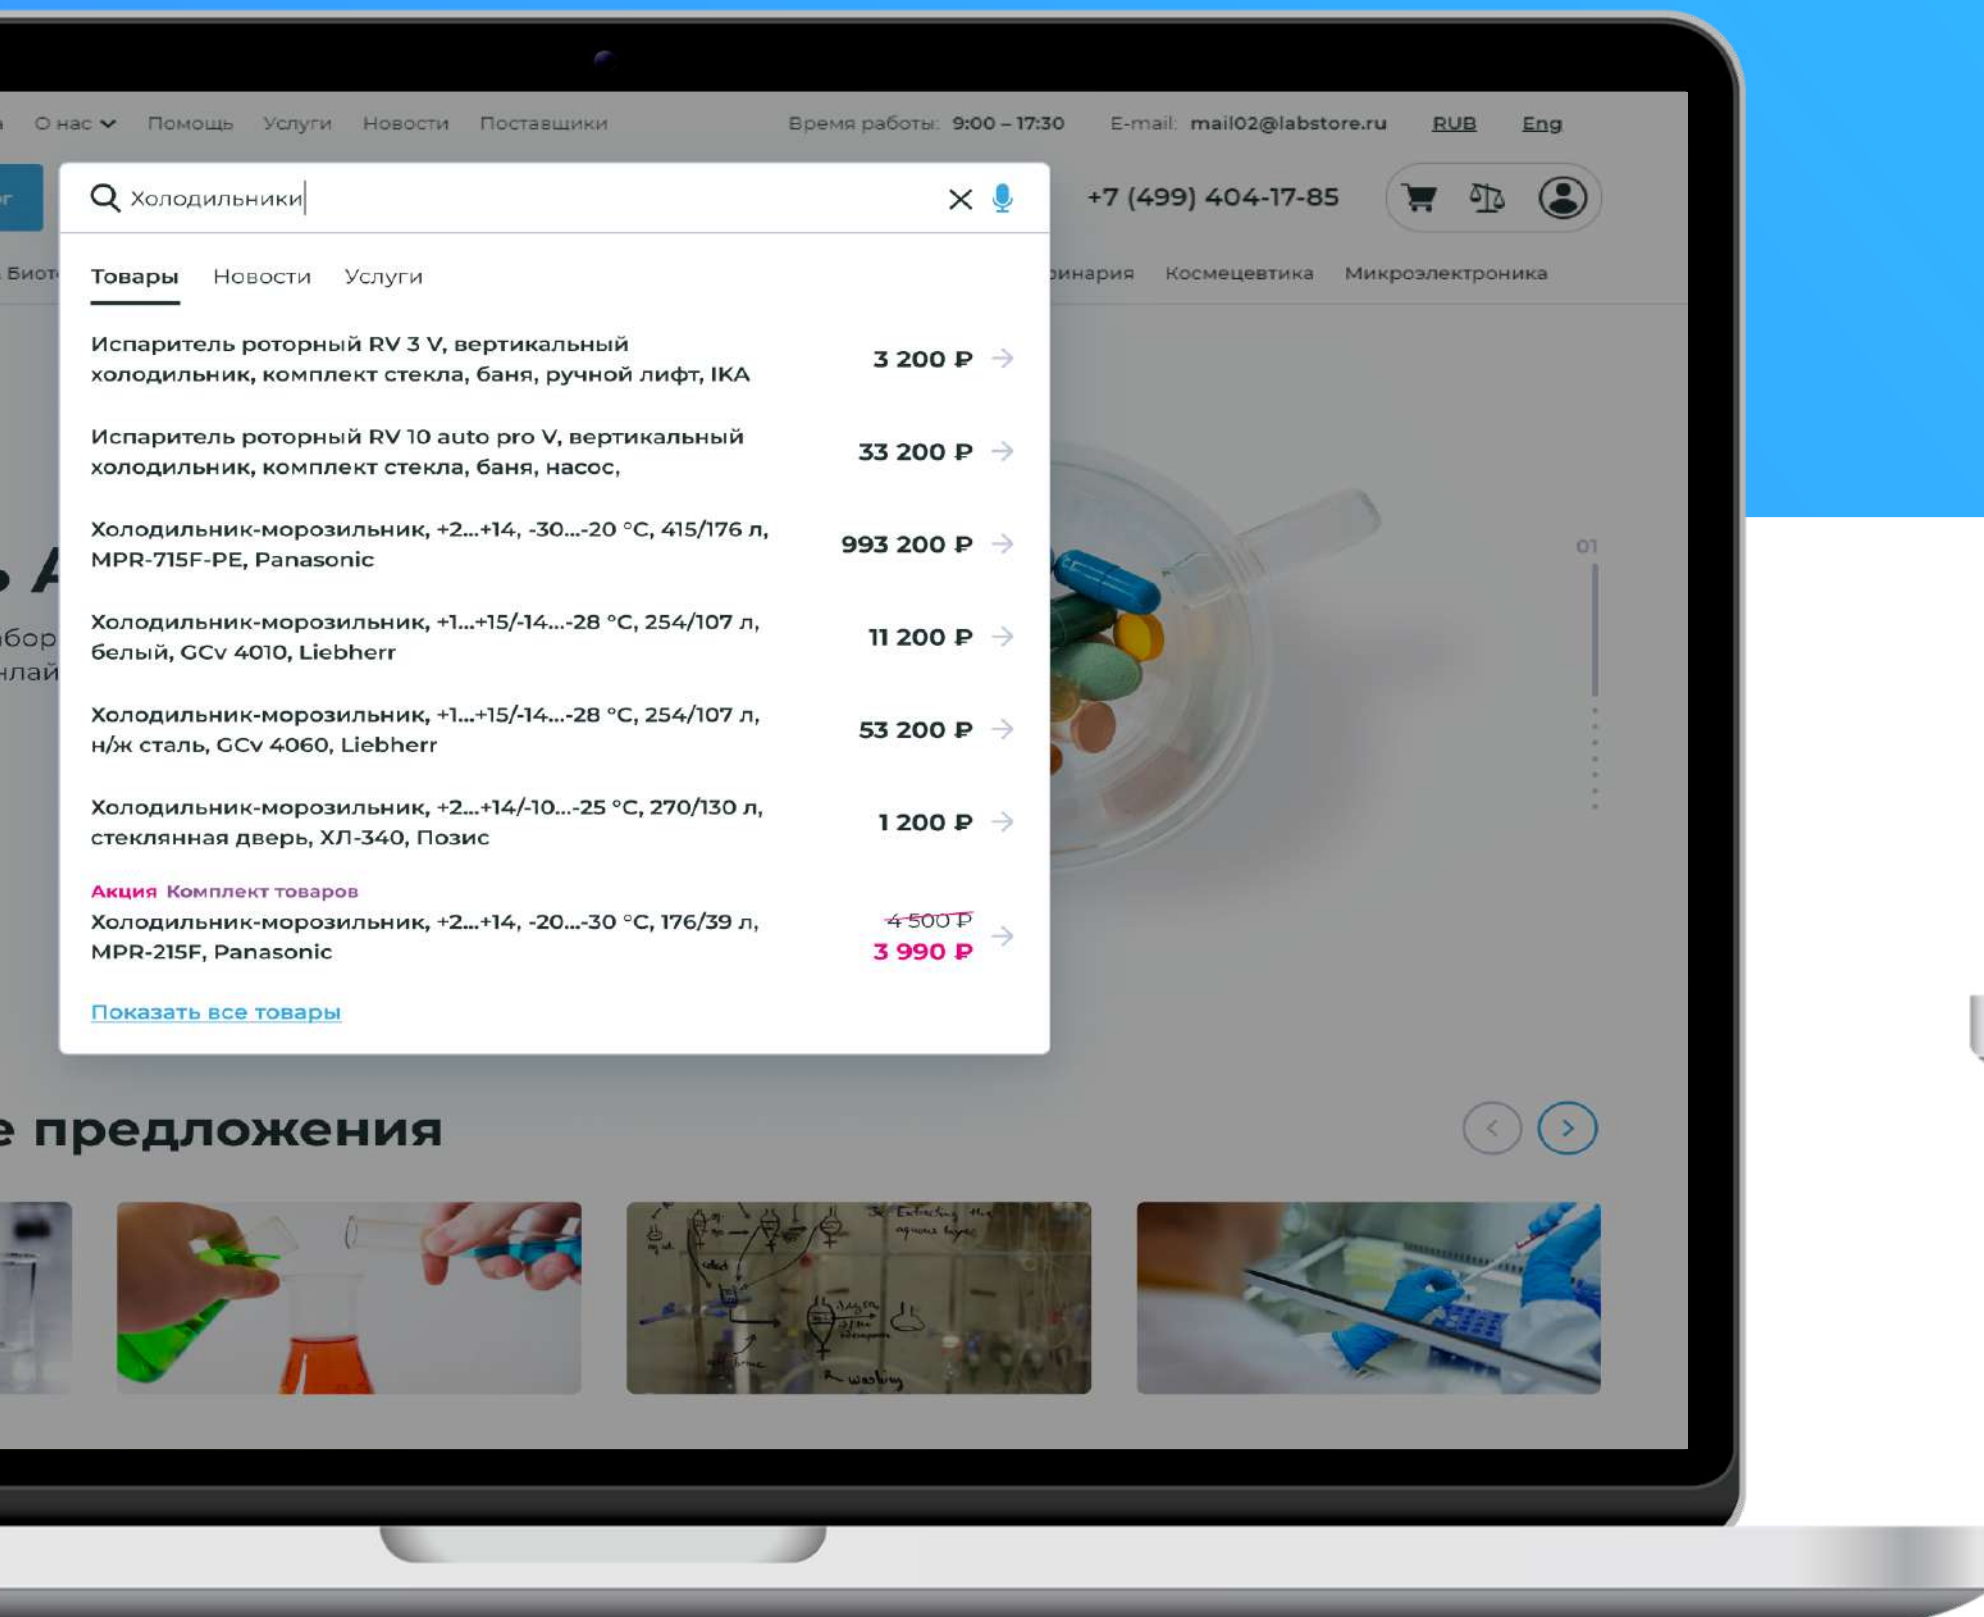 О нас Помощь Услуги Новости Поставщики Время работы: 9:00 – 17:30 E-mail: mail02@labstore.ru RUB Eng
Холодильники
+7 (499) 404-17-85
Товары Новости Услуги
Космецевтика Микроэлектроника
Испаритель роторный RV 3 V, вертикальный
холодильник, комплект стекла, баня, ручной лифт, IKA
3 200 ₽
Испаритель роторный RV 10 auto pro V, вертикальный
холодильник, комплект стекла, баня, насос,
33 200 ₽
Холодильник-морозильник, +2...+14, -30...-20 °C, 415/176 л,
MPR-715F-PE, Panasonic
993 200 ₽
01
Холодильник-морозильник, +1...+15/-14...-28 °C, 254/107 л,
белый, GCv 4010, Liebherr
11 200 ₽
Холодильник-морозильник, +1...+15/-14...-28 °C, 254/107 л,
н/ж сталь, GCv 4060, Liebherr
53 200 ₽
Холодильник-морозильник, +2...+14/-10...-25 °C, 270/130 л,
стеклянная дверь, ХЛ-340, Позис
1 200 ₽
Акция Комплект товаров
Холодильник-морозильник, +2...+14, -20...-30 °C, 176/39 л,
MPR-215F, Panasonic
4 500 ₽
3 990 ₽
Показать все товары
предложения
Extracting the
aqueous layer
washing